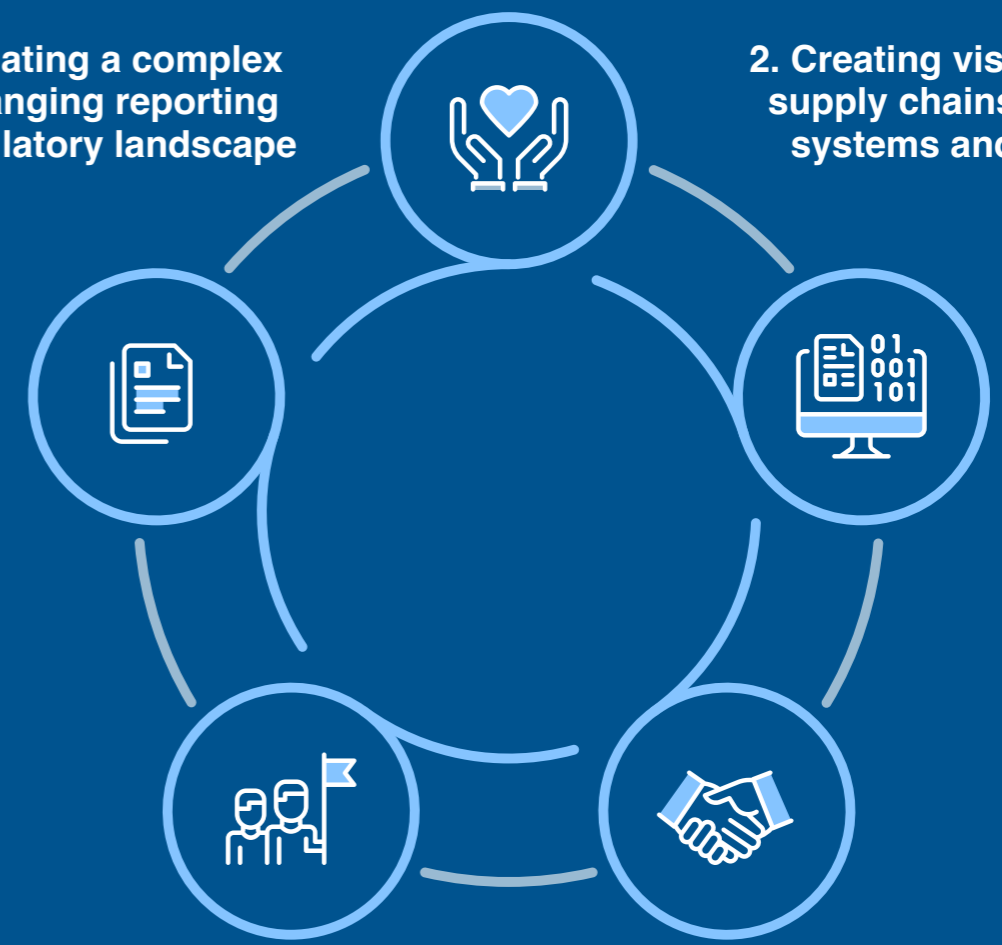 ating a complex
anging reporting
latory landscape
2. Creating vis
supply chains
systems and
01
001
101